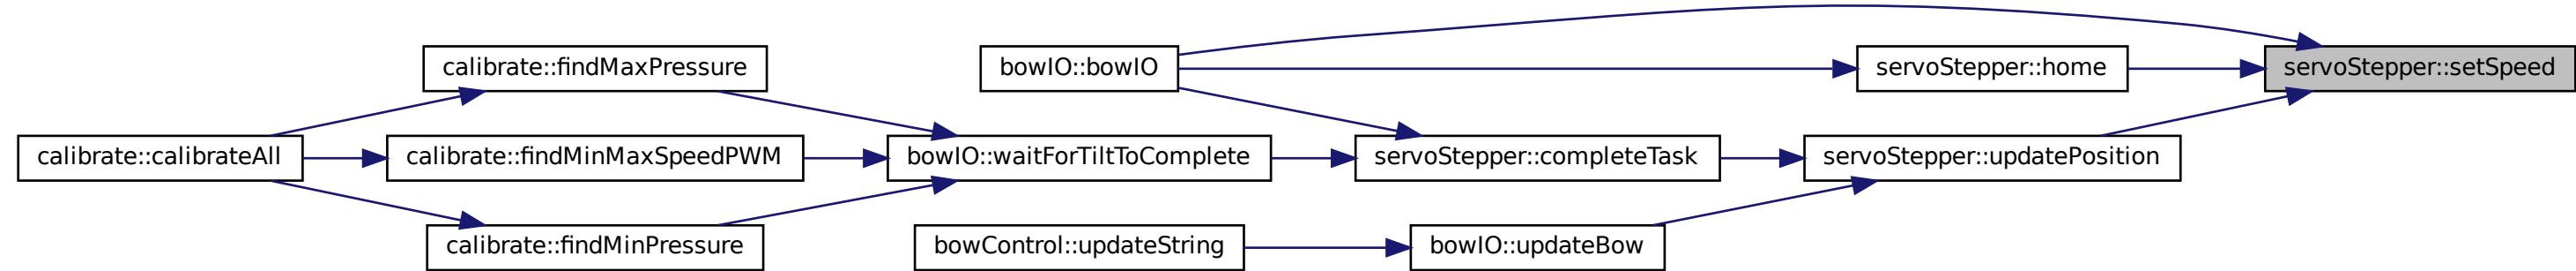 calibrate::findMaxPressure
bowIO::bowIO
servoStepper::home
servoStepper::setSpeed
calibrate::calibrateAll
calibrate::findMinMaxSpeedPWM
bowIO::waitForTiltToComplete
servoStepper::completeTask
servoStepper::updatePosition
calibrate::findMinPressure
bowControl::updateString
bowIO::updateBow